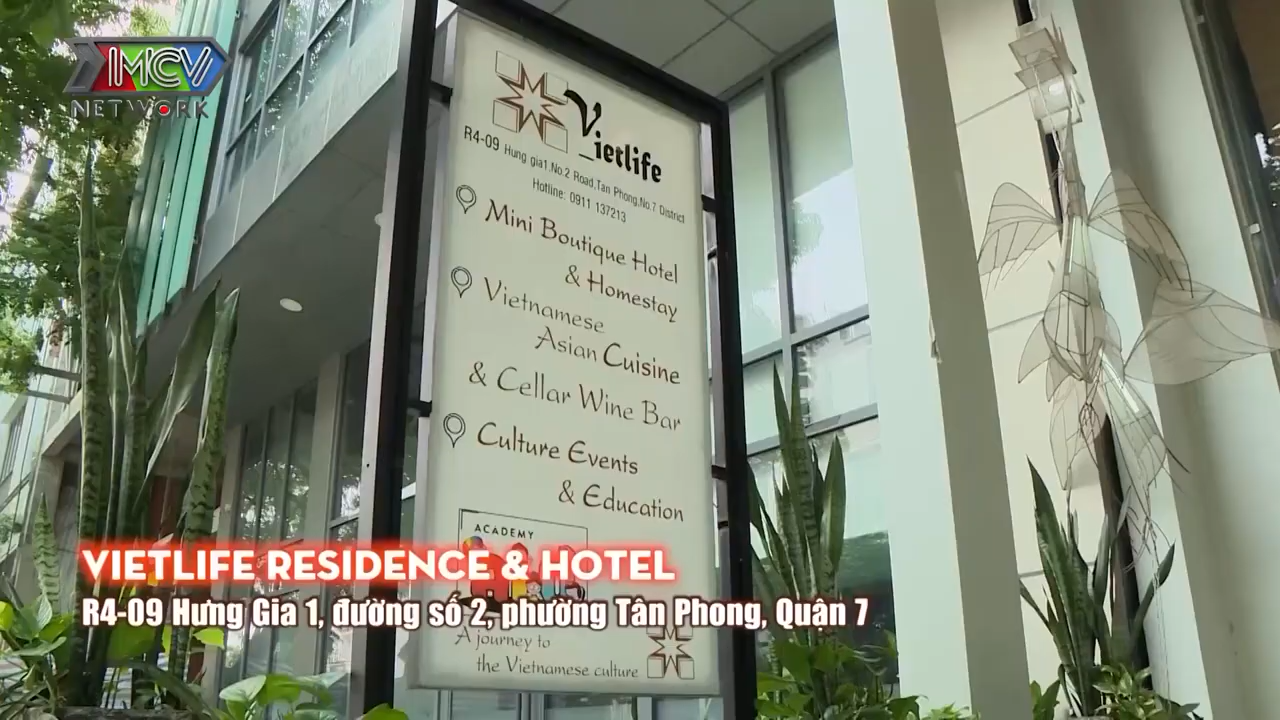 MCV
NETWORK
Vietlife
R4-09 Hung gia1,No.2 Road,Tan Phong,No.7 District
Hotline: 0911 137213
Mini Boutique Hotel
& Homestay
Vietnamese
Asian Cuisine
& Cellar Wine Bar
Culture Events
& Education
ACADEMY
VIETLIFE RESIDENCE & HOTEL
R4-09 Hưng Gia 1, đường số 2, phường Tân Phong, Quận 7
A journey to
the Vietnamese culture